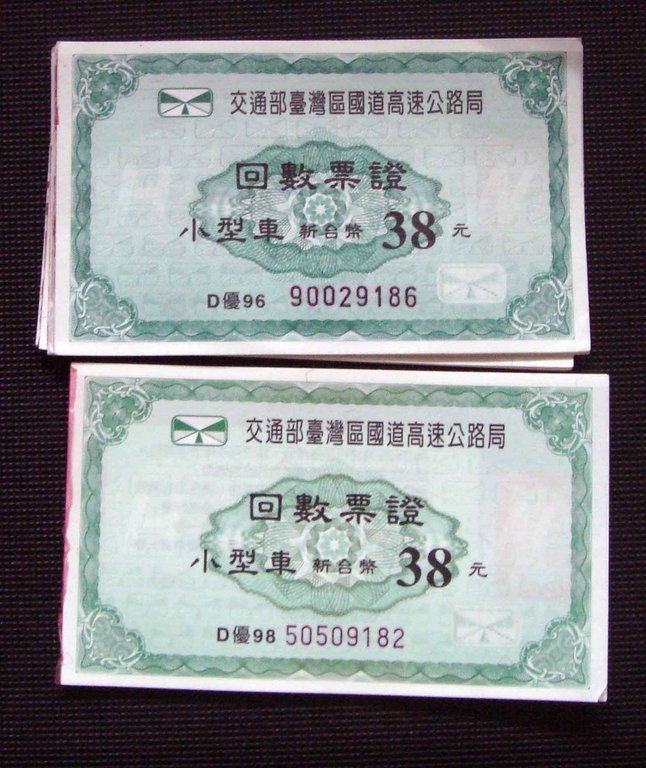 交通部臺灣區國道高速公路局
回數票證
小型車 新台幣 38 元
D優96 90029186
交通部臺灣區國道高速公路局
回數票證
小型車 新台幣 38 元
D優98 50509182